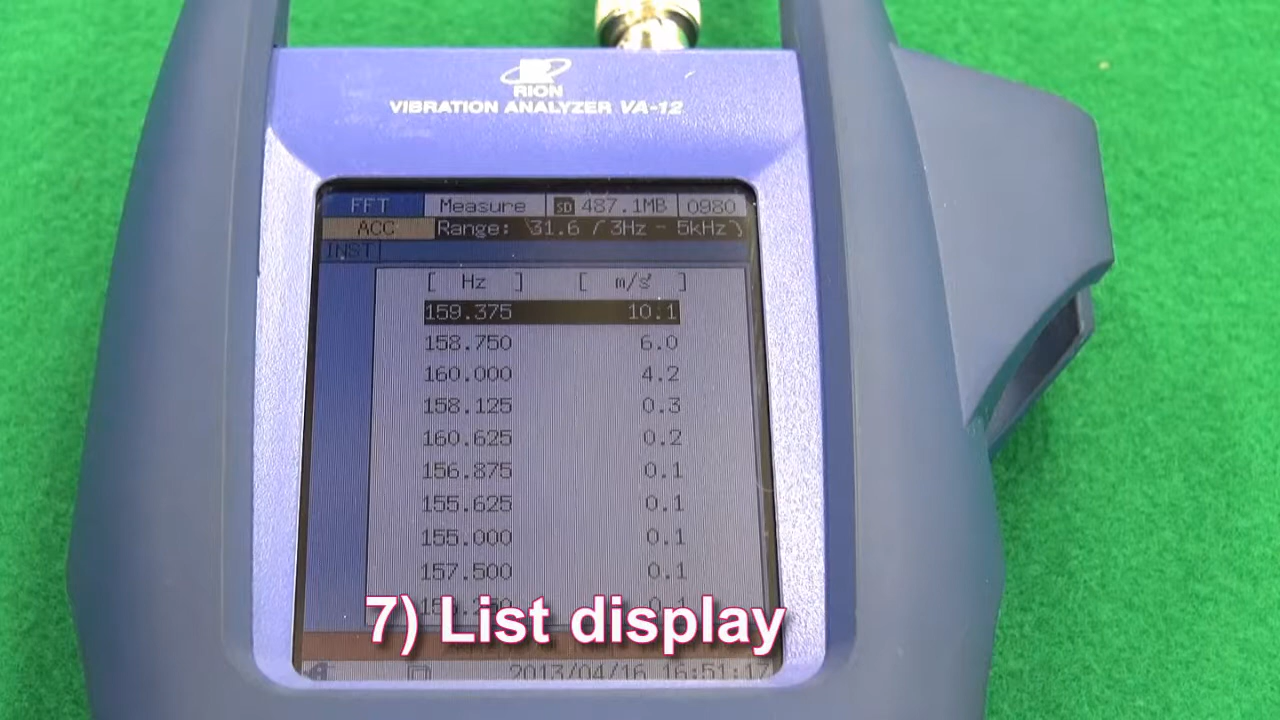 RION
VIBRATION ANALYZER VA-12
FFT Measure SD 487.1MB 0980
ACC Range: 31.6 ( 3Hz - 5kHz )
INST
[ Hz ] [ m/s² ]
159.375 10.1
158.750 6.0
160.000 4.2
158.125 0.3
160.625 0.2
156.875 0.1
155.625 0.1
155.000 0.1
157.500 0.1
7) List display
2013/04/16 16:51:17